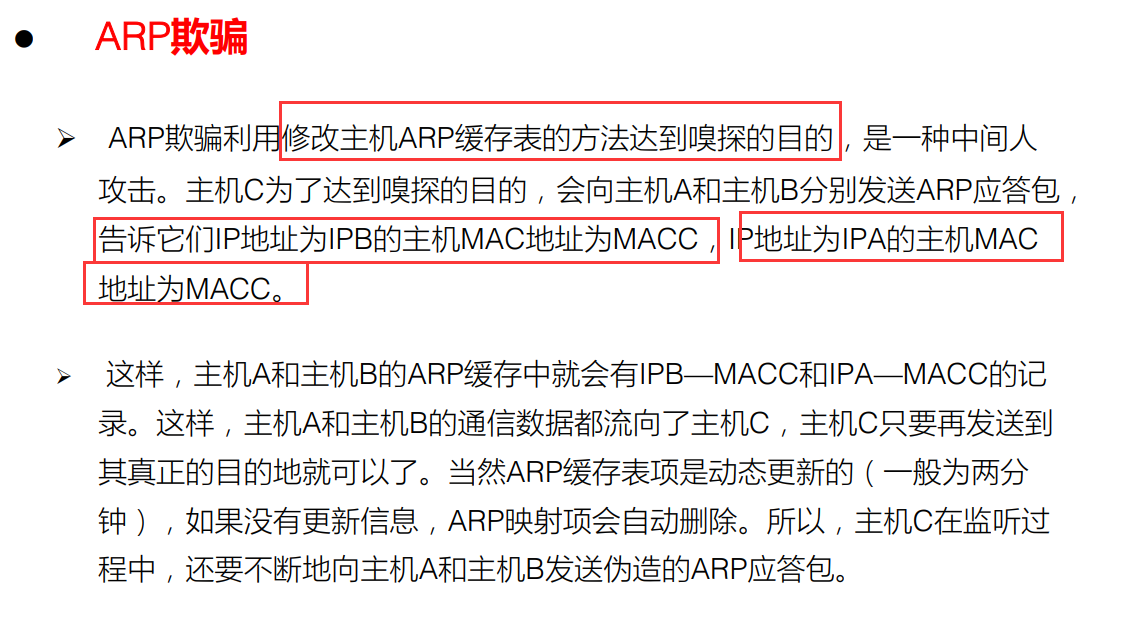 ● ARP欺骗
➢ ARP欺骗利用修改主机ARP缓存表的方法达到嗅探的目的，是一种中间人
攻击。主机C为了达到嗅探的目的，会向主机A和主机B分别发送ARP应答包，
告诉它们IP地址为IPB的主机MAC地址为MACC，IP地址为IPA的主机MAC
地址为MACC。
➢ 这样，主机A和主机B的ARP缓存中就会有IPB—MACC和IPA—MACC的记
录。这样，主机A和主机B的通信数据都流向了主机C，主机C只要再发送到
其真正的目的地就可以了。当然ARP缓存表项是动态更新的（一般为两分
钟），如果没有更新信息，ARP映射项会自动删除。所以，主机C在监听过
程中，还要不断地向主机A和主机B发送伪造的ARP应答包。